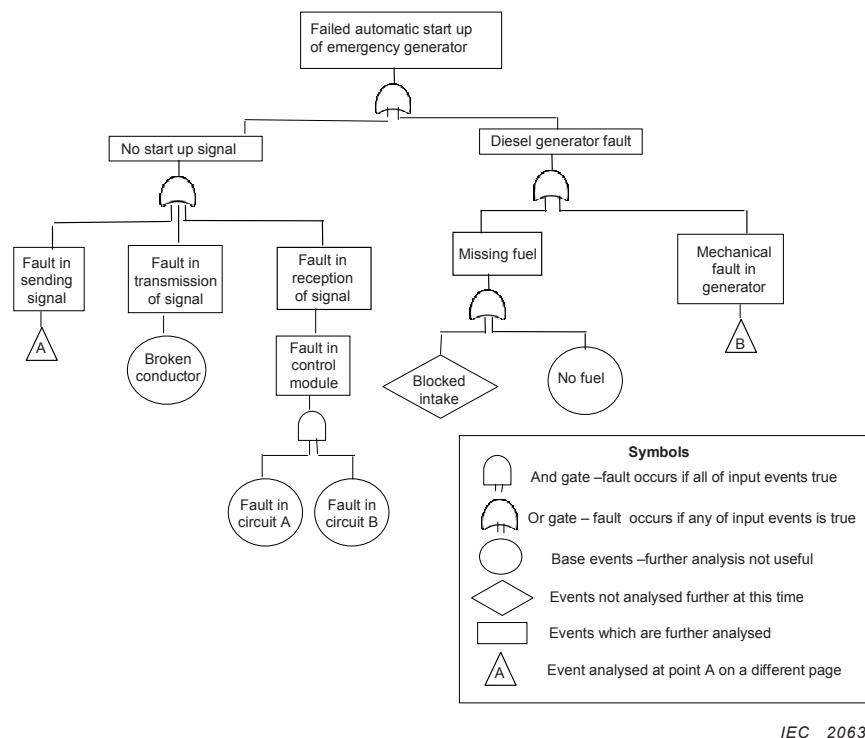 Failed automatic start up
of emergency generator
No start up signal
Diesel generator fault
Fault in
sending
signal
Fault in
transmission
of signal
Fault in
reception
of signal
Missing fuel
Mechanical
fault in
generator
A
Broken
conductor
Fault in
control
module
Blocked
intake
No fuel
B
Fault in
circuit A
Fault in
circuit B
Symbols
And gate –fault occurs if all of input events true
Or gate – fault occurs if any of input events is true
Base events –further analysis not useful
Events not analysed further at this time
Events which are further analysed
A
Event analysed at point A on a different page
IEC 2063